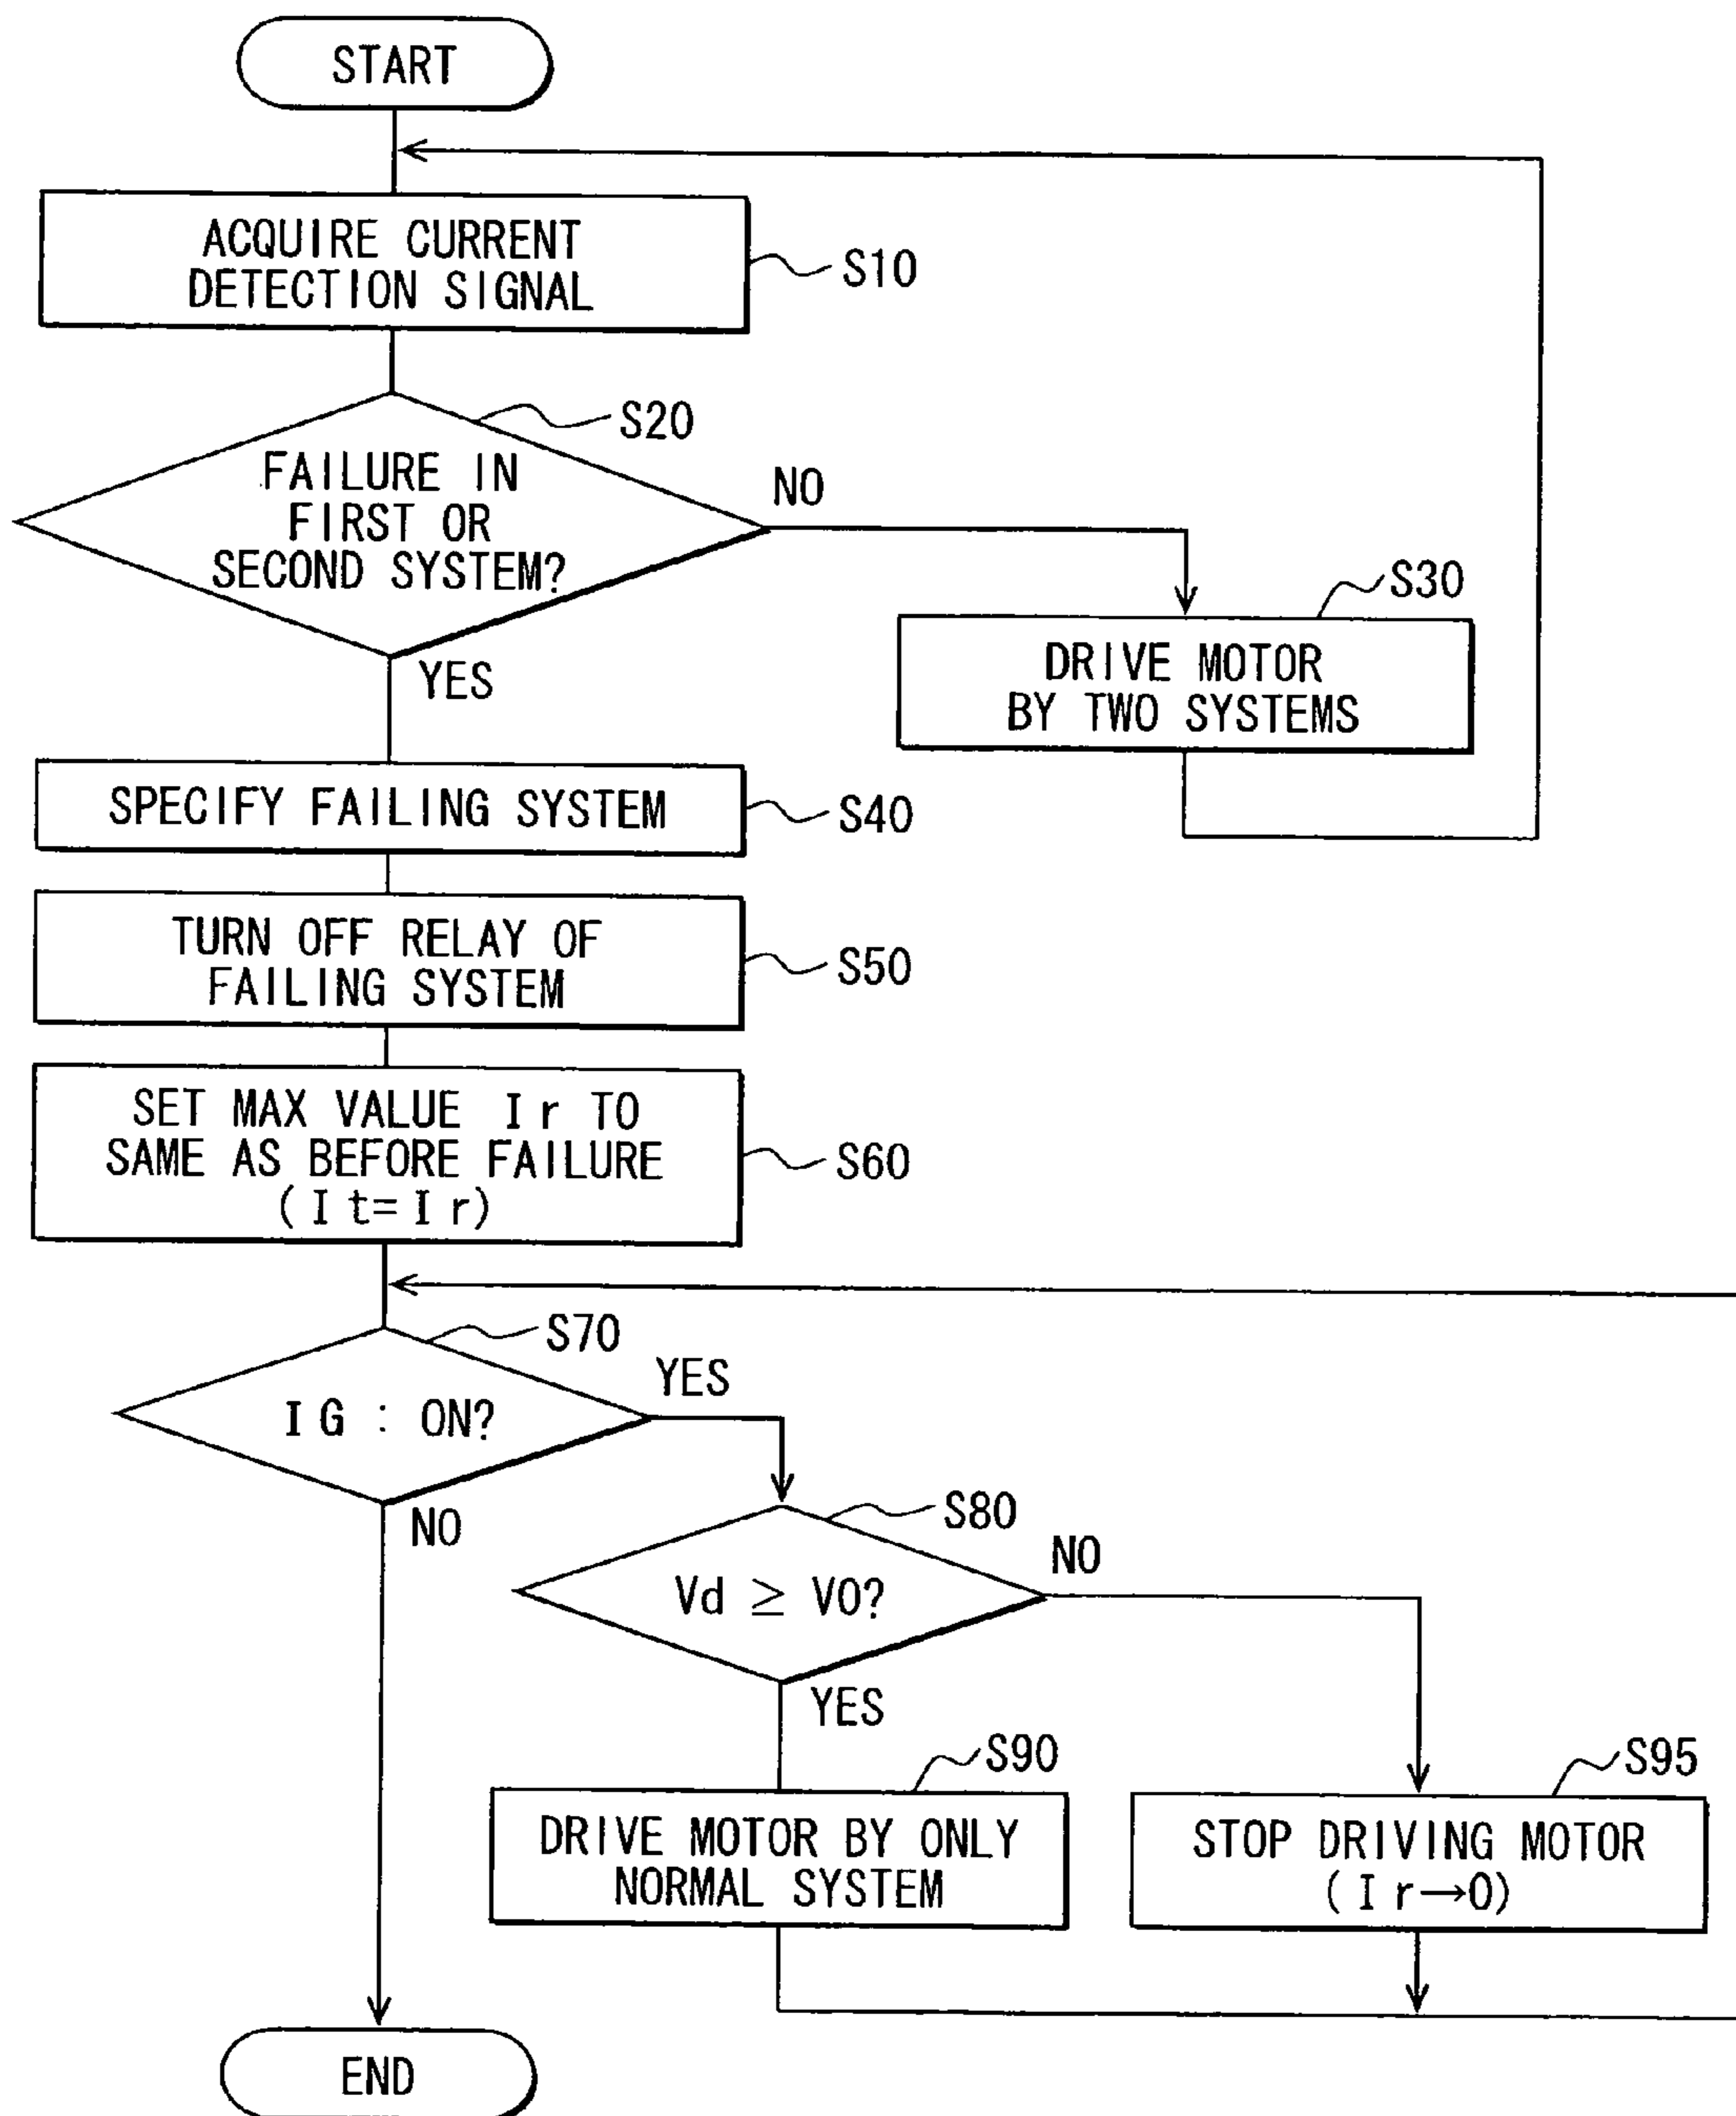 START
ACQUIRE CURRENT
DETECTION SIGNAL
S10
S20
FAILURE IN
FIRST OR
SECOND SYSTEM?
NO
YES
S30
DRIVE MOTOR
BY TWO SYSTEMS
SPECIFY FAILING SYSTEM
S40
TURN OFF RELAY OF
FAILING SYSTEM
S50
SET MAX VALUE Ir TO
SAME AS BEFORE FAILURE
(It=Ir)
S60
S70
IG : ON?
YES
NO
S80
Vd ≥ V0?
NO
YES
S90
DRIVE MOTOR BY ONLY
NORMAL SYSTEM
S95
STOP DRIVING MOTOR
(Ir→0)
END